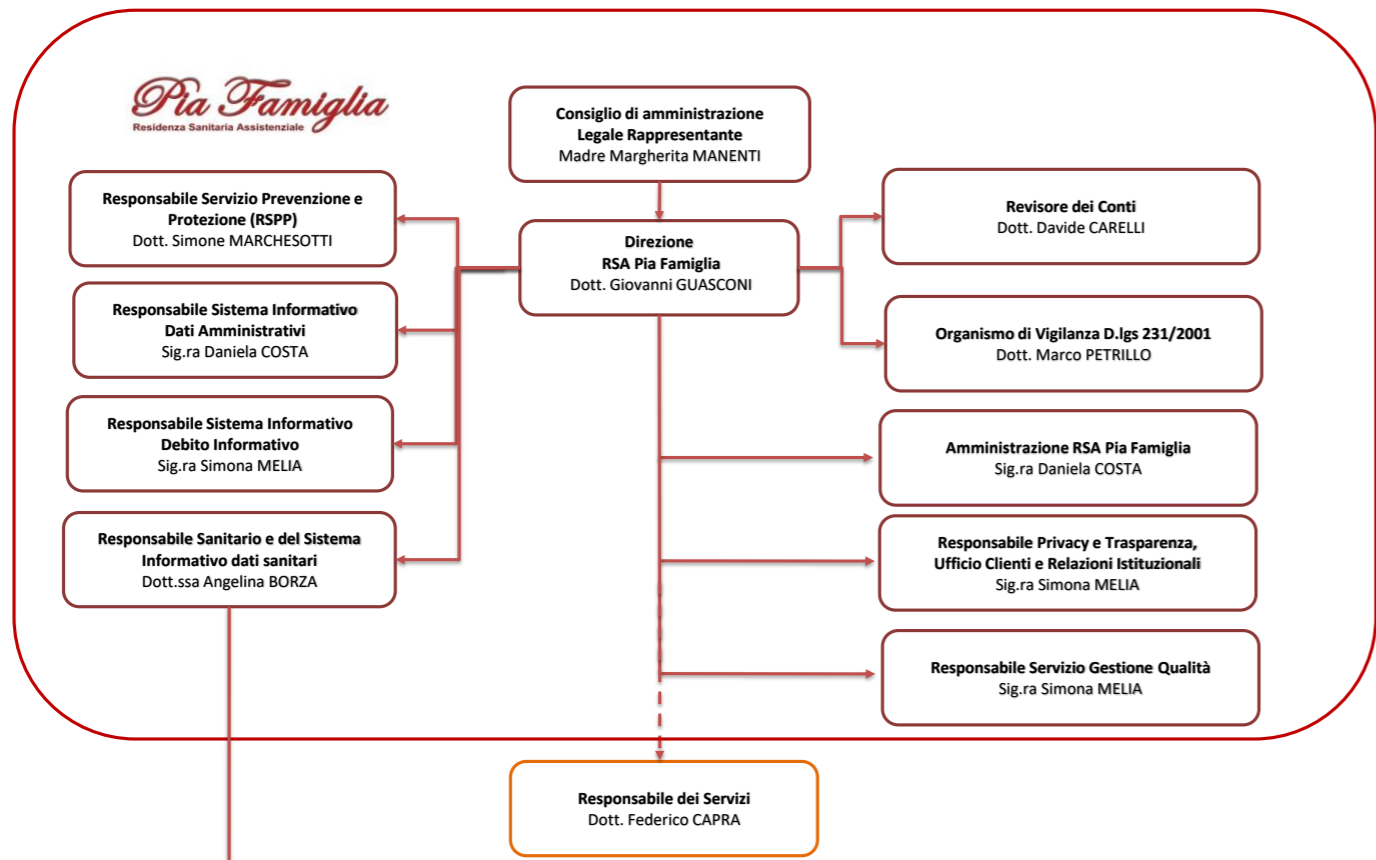 Pia Famiglia
Residenza Sanitaria Assistenziale
Consiglio di amministrazione
Legale Rappresentante
Madre Margherita MANENTI
Direzione
RSA Pia Famiglia
Dott. Giovanni GUASCONI
Responsabile Servizio Prevenzione e
Protezione (RSPP)
Dott. Simone MARCHESOTTI
Responsabile Sistema Informativo
Dati Amministrativi
Sig.ra Daniela COSTA
Responsabile Sistema Informativo
Debito Informativo
Sig.ra Simona MELIA
Responsabile Sanitario e del Sistema
Informativo dati sanitari
Dott.ssa Angelina BORZA
Revisore dei Conti
Dott. Davide CARELLI
Organismo di Vigilanza D.lgs 231/2001
Dott. Marco PETRILLO
Amministrazione RSA Pia Famiglia
Sig.ra Daniela COSTA
Responsabile Privacy e Trasparenza,
Ufficio Clienti e Relazioni Istituzionali
Sig.ra Simona MELIA
Responsabile Servizio Gestione Qualità
Sig.ra Simona MELIA
Responsabile dei Servizi
Dott. Federico CAPRA